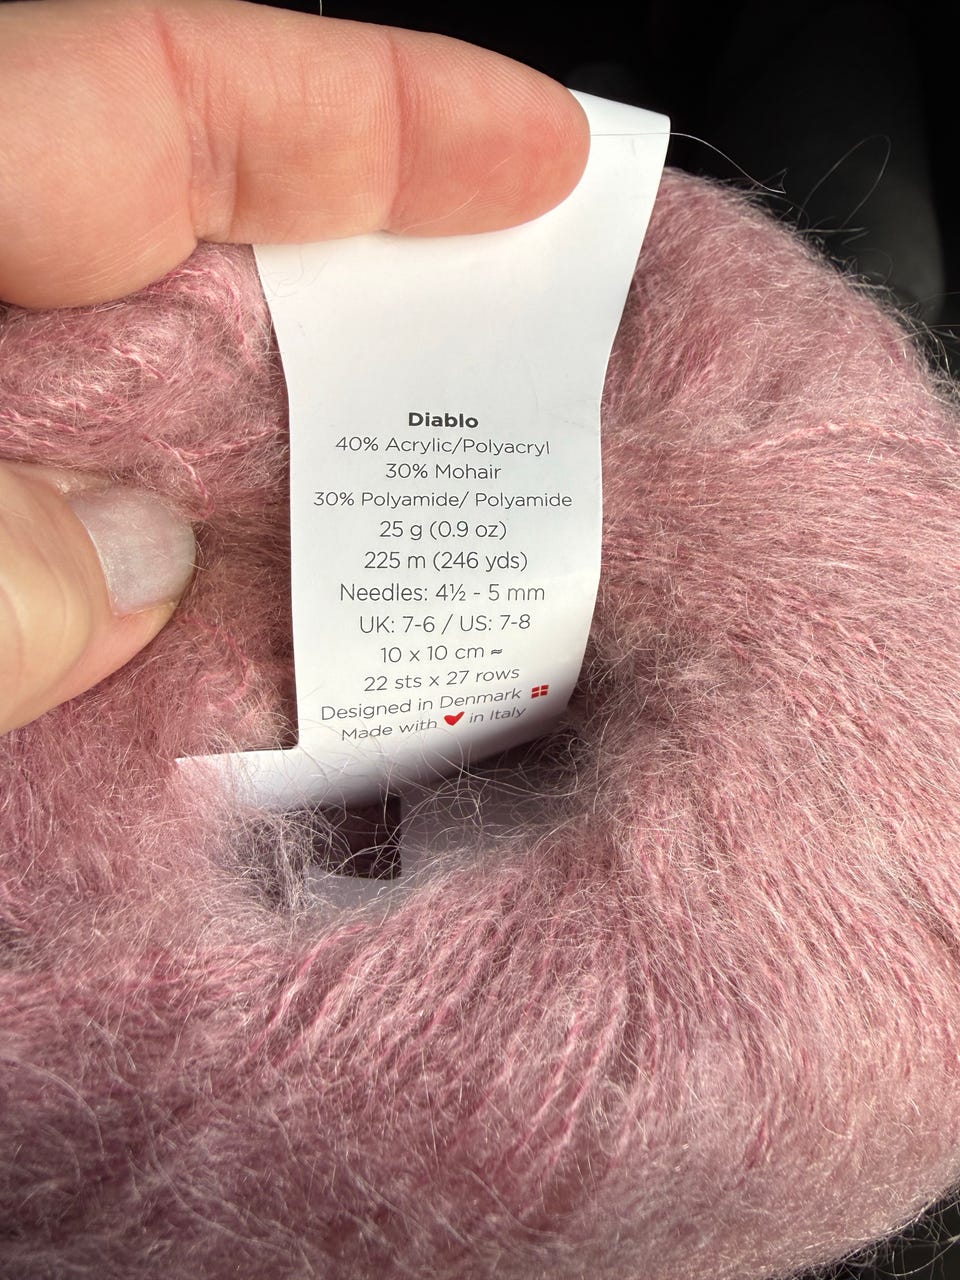 Diablo
40% Acrylic/Polyacryl
30% Mohair
30% Polyamide/ Polyamide
25 g (0.9 oz)
225 m (246 yds)
Needles: 4½ - 5 mm
UK: 7-6 / US: 7-8
10 x 10 cm ≈
22 sts x 27 rows
Designed in Denmark
Made with ❤ in Italy